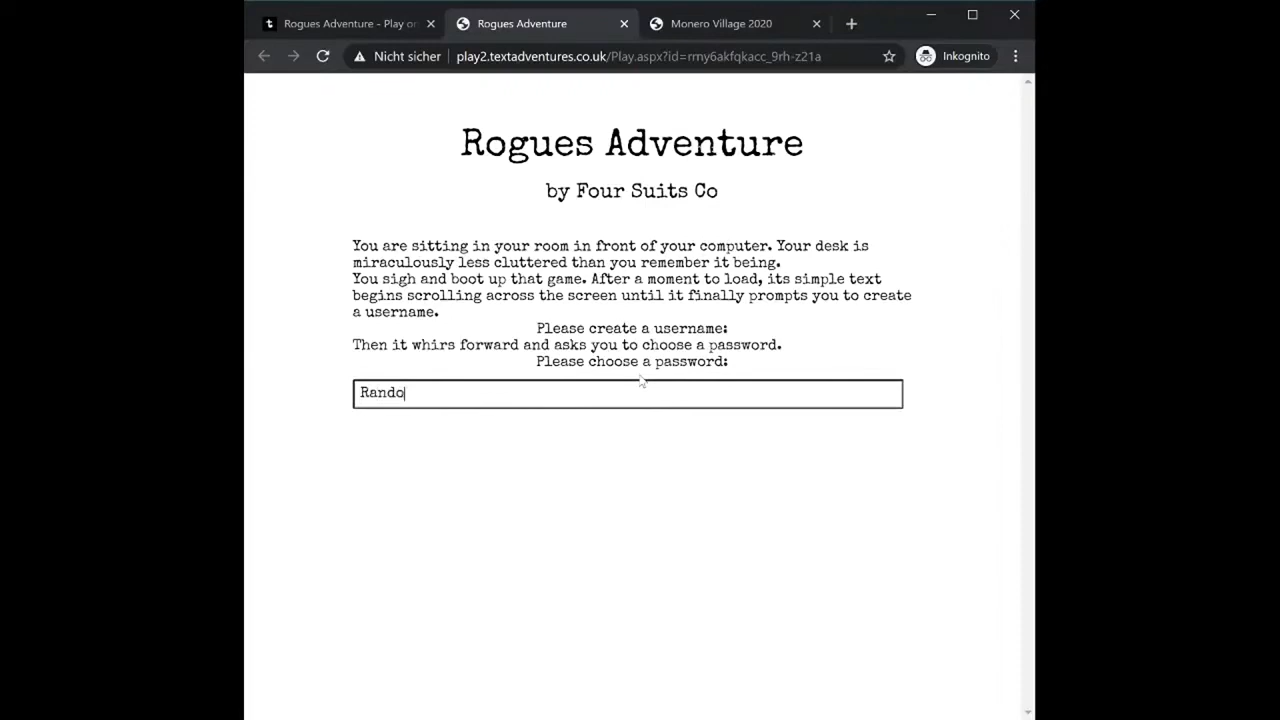 Rogues Adventure - Play or
Rogues Adventure
Monero Village 2020
Nicht sicher
play2.textadventures.co.uk/Play.aspx?id=rmy6akfqkacc_9rh-z21a
Inkognito
Rogues Adventure
by Four Suits Co
You are sitting in your room in front of your computer. Your desk is
miraculously less cluttered than you remember it being.
You sigh and boot up that game. After a moment to load, its simple text
begins scrolling across the screen until it finally prompts you to create
a username.
Please create a username:
Then it whirs forward and asks you to choose a password.
Please choose a password:
Rando